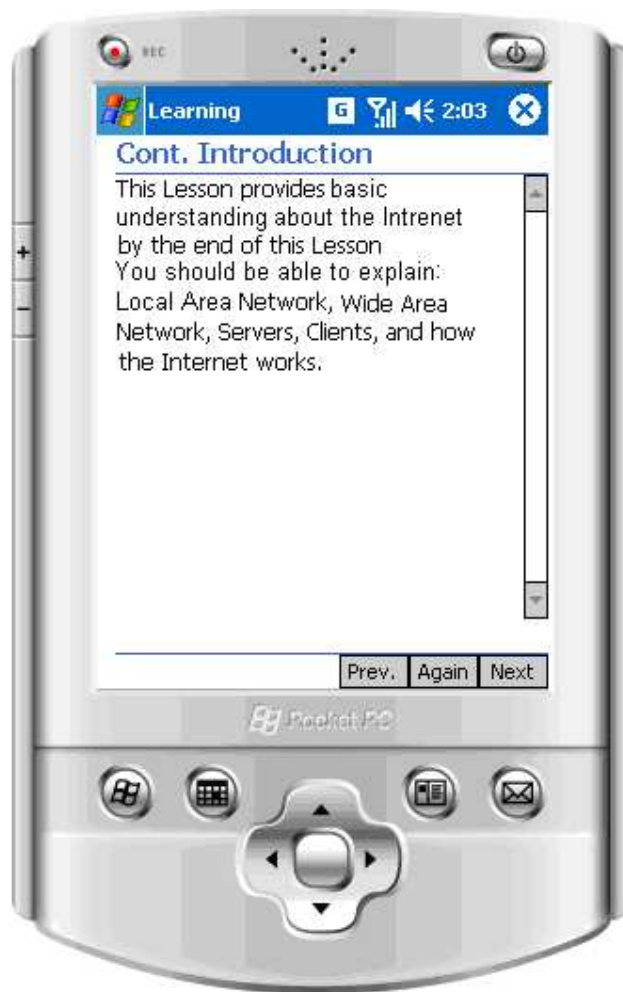 REC
Learning G 2:03
Cont. Introduction
This Lesson provides basic
understanding about the Intrenet
by the end of this Lesson
You should be able to explain:
Local Area Network, Wide Area
Network, Servers, Clients, and how
the Internet works.
Prev. Again Next
Pocket PC